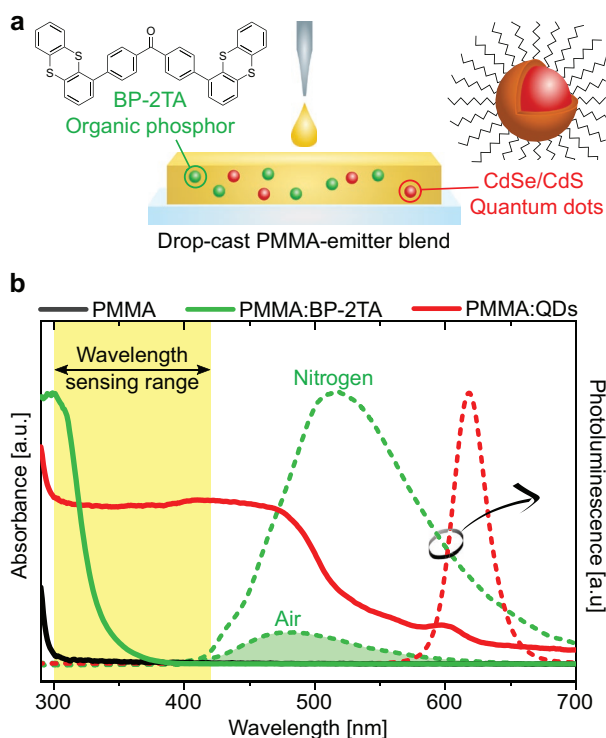 a
O
S
S
S
S
BP-2TA
Organic phosphor
CdSe/CdS
Quantum dots
Drop-cast PMMA-emitter blend
b
PMMA
PMMA:BP-2TA
PMMA:QDs
Wavelength
sensing range
Nitrogen
Air
Absorbance [a.u.]
Photoluminescence [a.u]
300
400
500
600
700
Wavelength [nm]